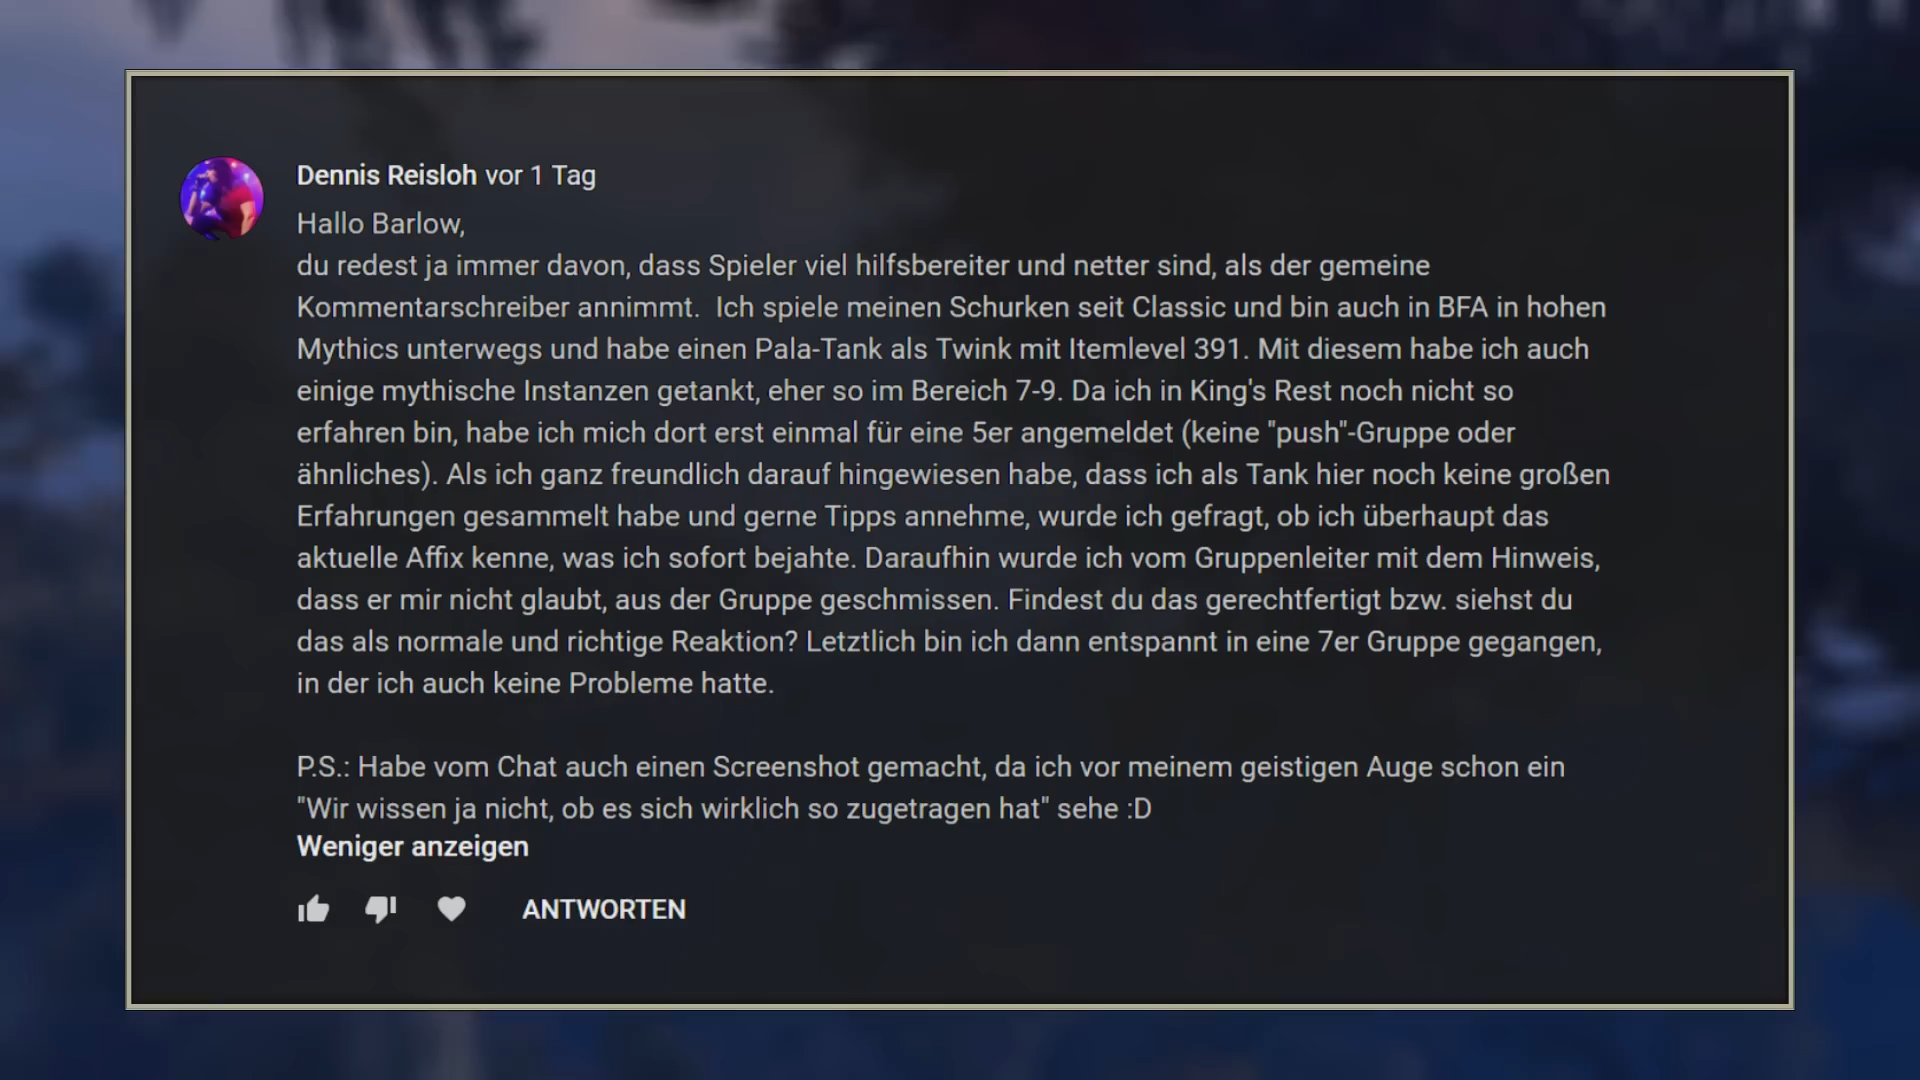 Dennis Reisloh vor 1 Tag
Hallo Barlow,
du redest ja immer davon, dass Spieler viel hilfsbereiter und netter sind, als der gemeine
Kommentarschreiber annimmt.  Ich spiele meinen Schurken seit Classic und bin auch in BFA in hohen
Mythics unterwegs und habe einen Pala-Tank als Twink mit Itemlevel 391. Mit diesem habe ich auch
einige mythische Instanzen getankt, eher so im Bereich 7-9. Da ich in King's Rest noch nicht so
erfahren bin, habe ich mich dort erst einmal für eine 5er angemeldet (keine "push"-Gruppe oder
ähnliches). Als ich ganz freundlich darauf hingewiesen habe, dass ich als Tank hier noch keine großen
Erfahrungen gesammelt habe und gerne Tipps annehme, wurde ich gefragt, ob ich überhaupt das
aktuelle Affix kenne, was ich sofort bejahte. Daraufhin wurde ich vom Gruppenleiter mit dem Hinweis,
dass er mir nicht glaubt, aus der Gruppe geschmissen. Findest du das gerechtfertigt bzw. siehst du
das als normale und richtige Reaktion? Letztlich bin ich dann entspannt in eine 7er Gruppe gegangen,
in der ich auch keine Probleme hatte.

P.S.: Habe vom Chat auch einen Screenshot gemacht, da ich vor meinem geistigen Auge schon ein
"Wir wissen ja nicht, ob es sich wirklich so zugetragen hat" sehe :D
Weniger anzeigen
ANTWORTEN